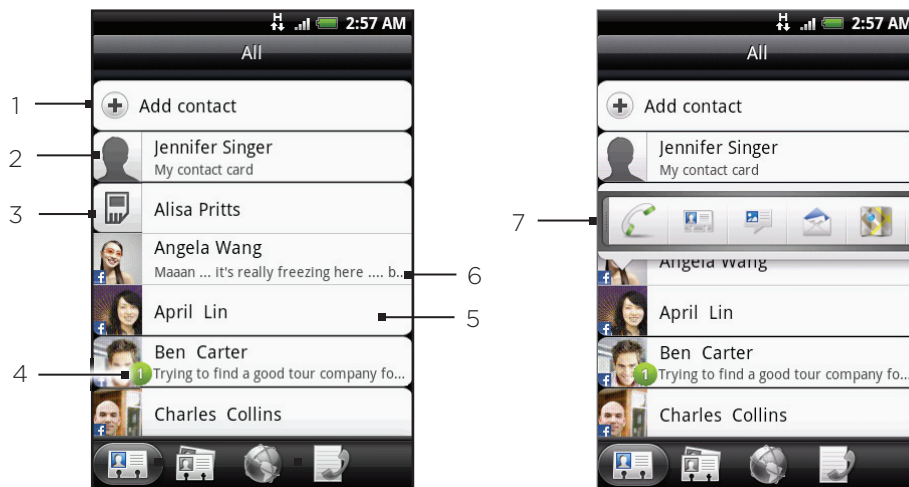 H 2:57 AM
All
1
Add contact
2
Jennifer Singer
My contact card
3
Alisa Pritts
Angela Wang
Maaan ... it's really freezing here .... b...
6
f
April Lin
5
f
Ben Carter
4
1
Trying to find a good tour company fo...
f
Charles Collins
f
H 2:57 AM
All
Add contact
Jennifer Singer
My contact card
7
Angela Wang
f
April Lin
f
Ben Carter
1
Trying to find a good tour company fo...
f
Charles Collins
f